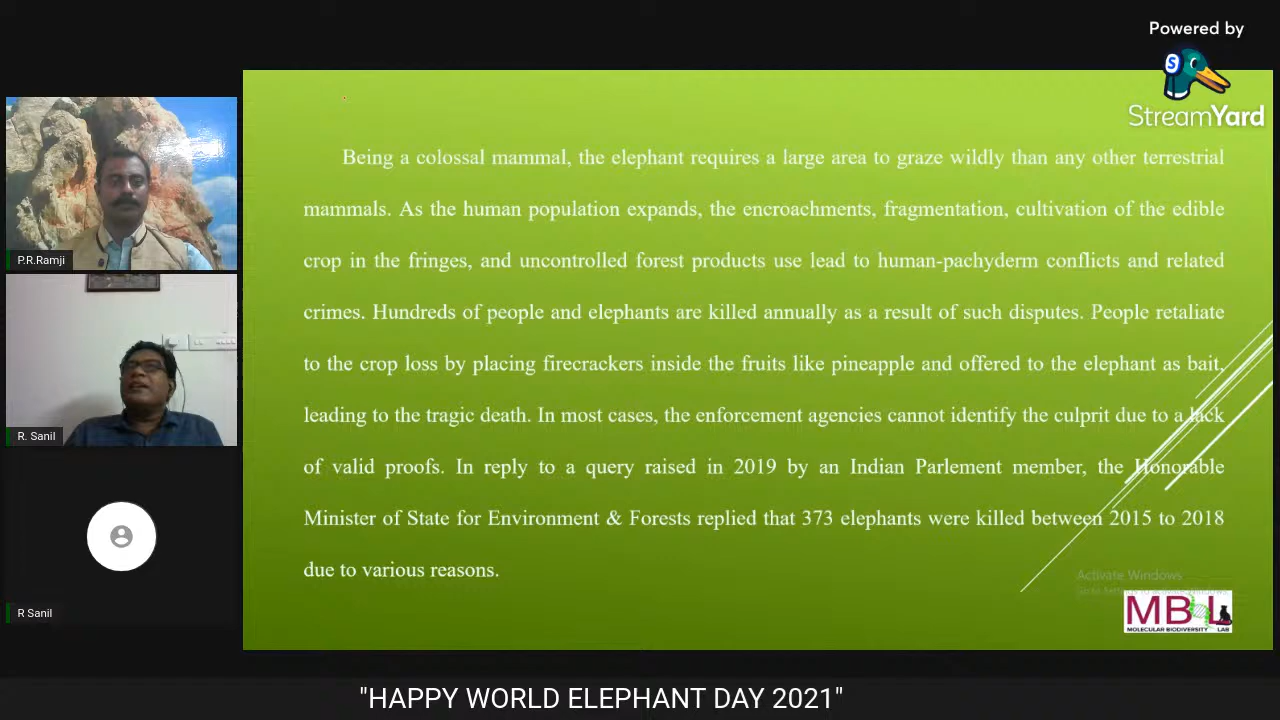 Powered by
StreamYard
Being a colossal mammal, the elephant requires a large area to graze wildly than any other terrestrial
mammals. As the human population expands, the encroachments, fragmentation, cultivation of the edible
crop in the fringes, and uncontrolled forest products use lead to human-pachyderm conflicts and related
crimes. Hundreds of people and elephants are killed annually as a result of such disputes. People retaliate
to the crop loss by placing firecrackers inside the fruits like pineapple and offered to the elephant as bait,
leading to the tragic death. In most cases, the enforcement agencies cannot identify the culprit due to a lack
of valid proofs. In reply to a query raised in 2019 by an Indian Parlement member, the Honorable
Minister of State for Environment & Forests replied that 373 elephants were killed between 2015 to 2018
due to various reasons.
P.R.Ramji
R. Sanil
R Sanil
Activate Windows
Go to Settings to activate Windows.
MB L
MOLECULAR BIODIVERSITY LAB
"HAPPY WORLD ELEPHANT DAY 2021"